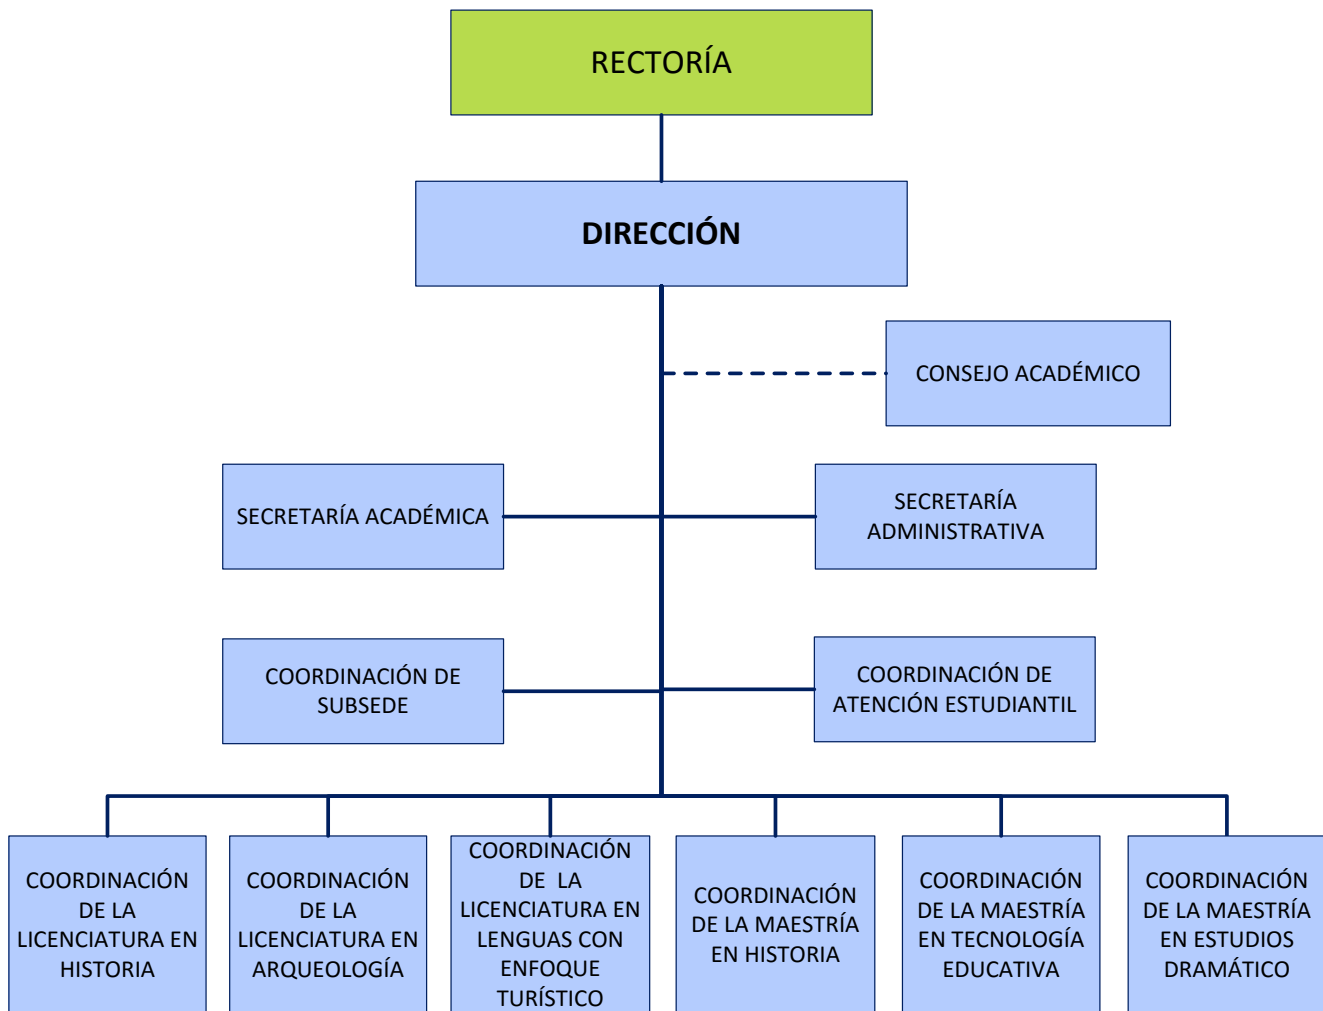 RECTORÍA
DIRECCIÓN
CONSEJO ACADÉMICO
SECRETARÍA ACADÉMICA
SECRETARÍA
ADMINISTRATIVA
COORDINACIÓN DE
SUBSEDE
COORDINACIÓN DE
ATENCIÓN ESTUDIANTIL
COORDINACIÓN
DE LA
LICENCIATURA EN
HISTORIA
COORDINACIÓN
DE LA
LICENCIATURA EN
ARQUEOLOGÍA
COORDINACIÓN
DE LA
LICENCIATURA EN
LENGUAS CON
ENFOQUE
TURÍSTICO
COORDINACIÓN
DE LA MAESTRÍA
EN HISTORIA
COORDINACIÓN
DE LA MAESTRÍA
EN TECNOLOGÍA
EDUCATIVA
COORDINACIÓN
DE LA MAESTRÍA
EN ESTUDIOS
DRAMÁTICO